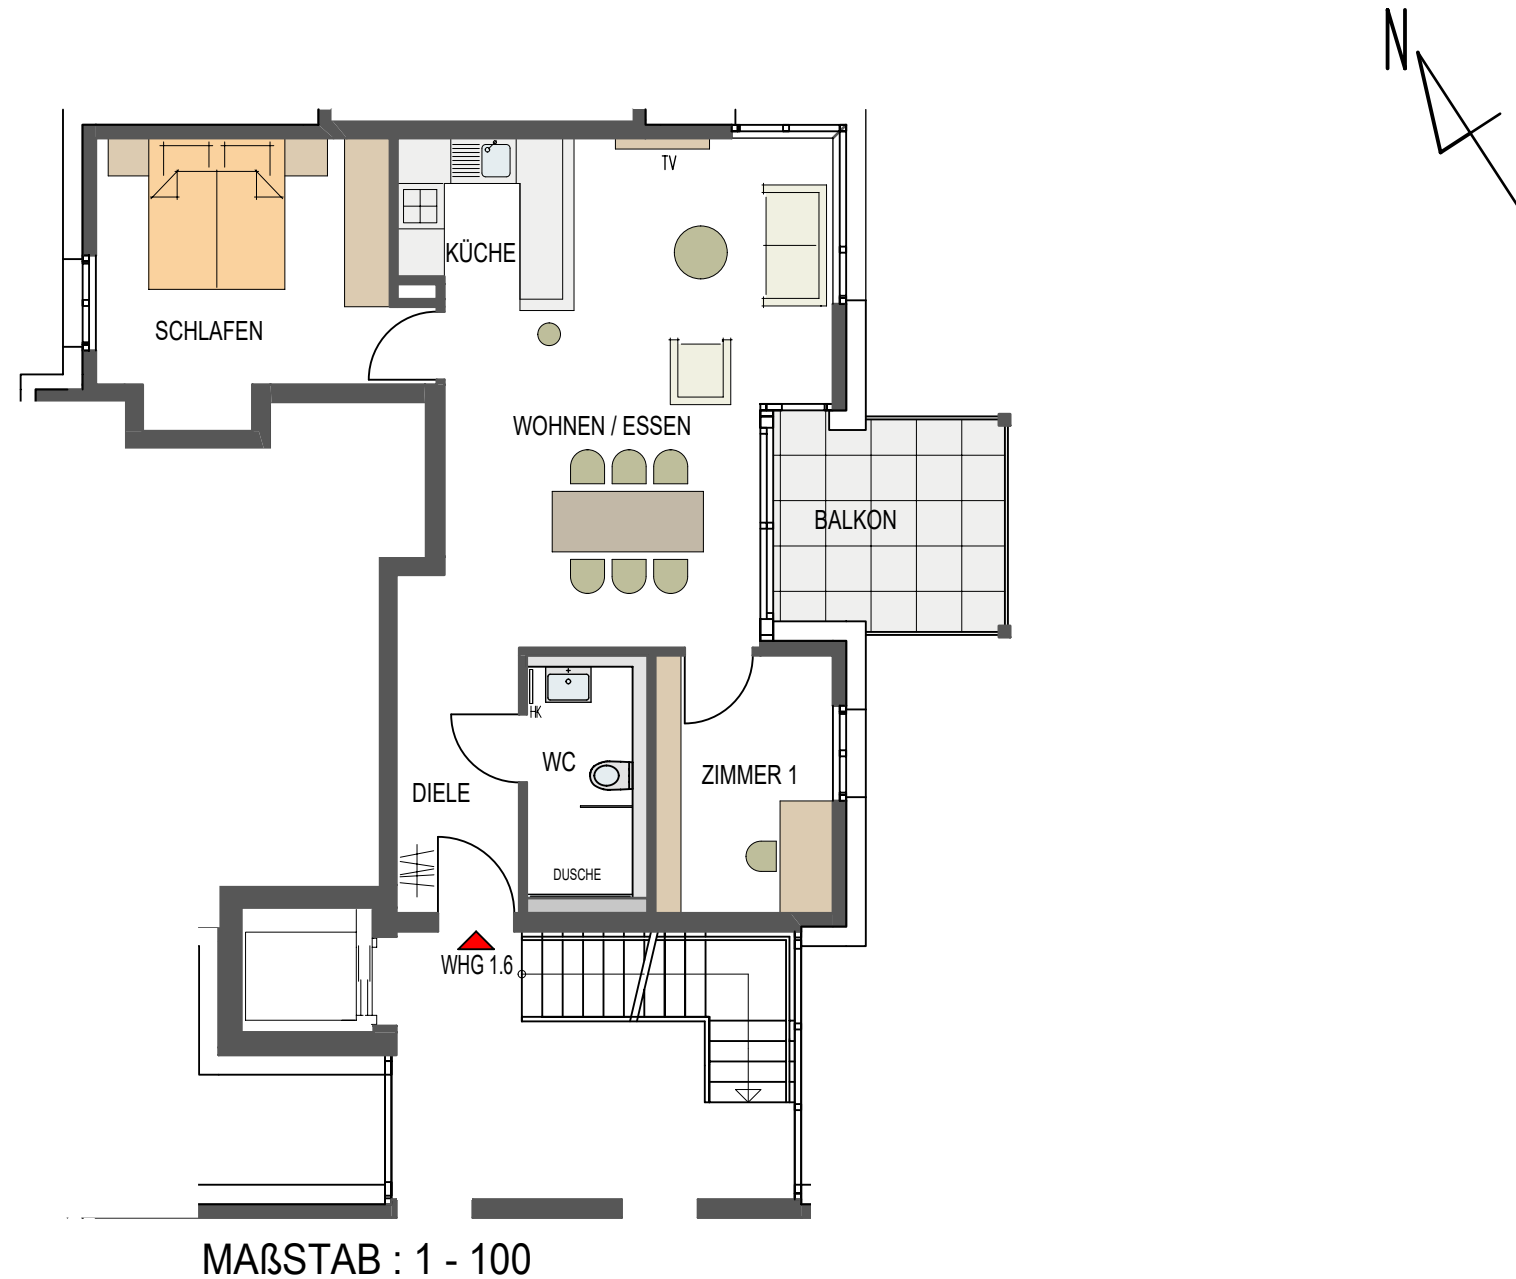 N
TV
KÜCHE
SCHLAFEN
WOHNEN / ESSEN
BALKON
HK
WC
ZIMMER 1
DIELE
DUSCHE
WHG 1.6
MAßSTAB : 1 - 100